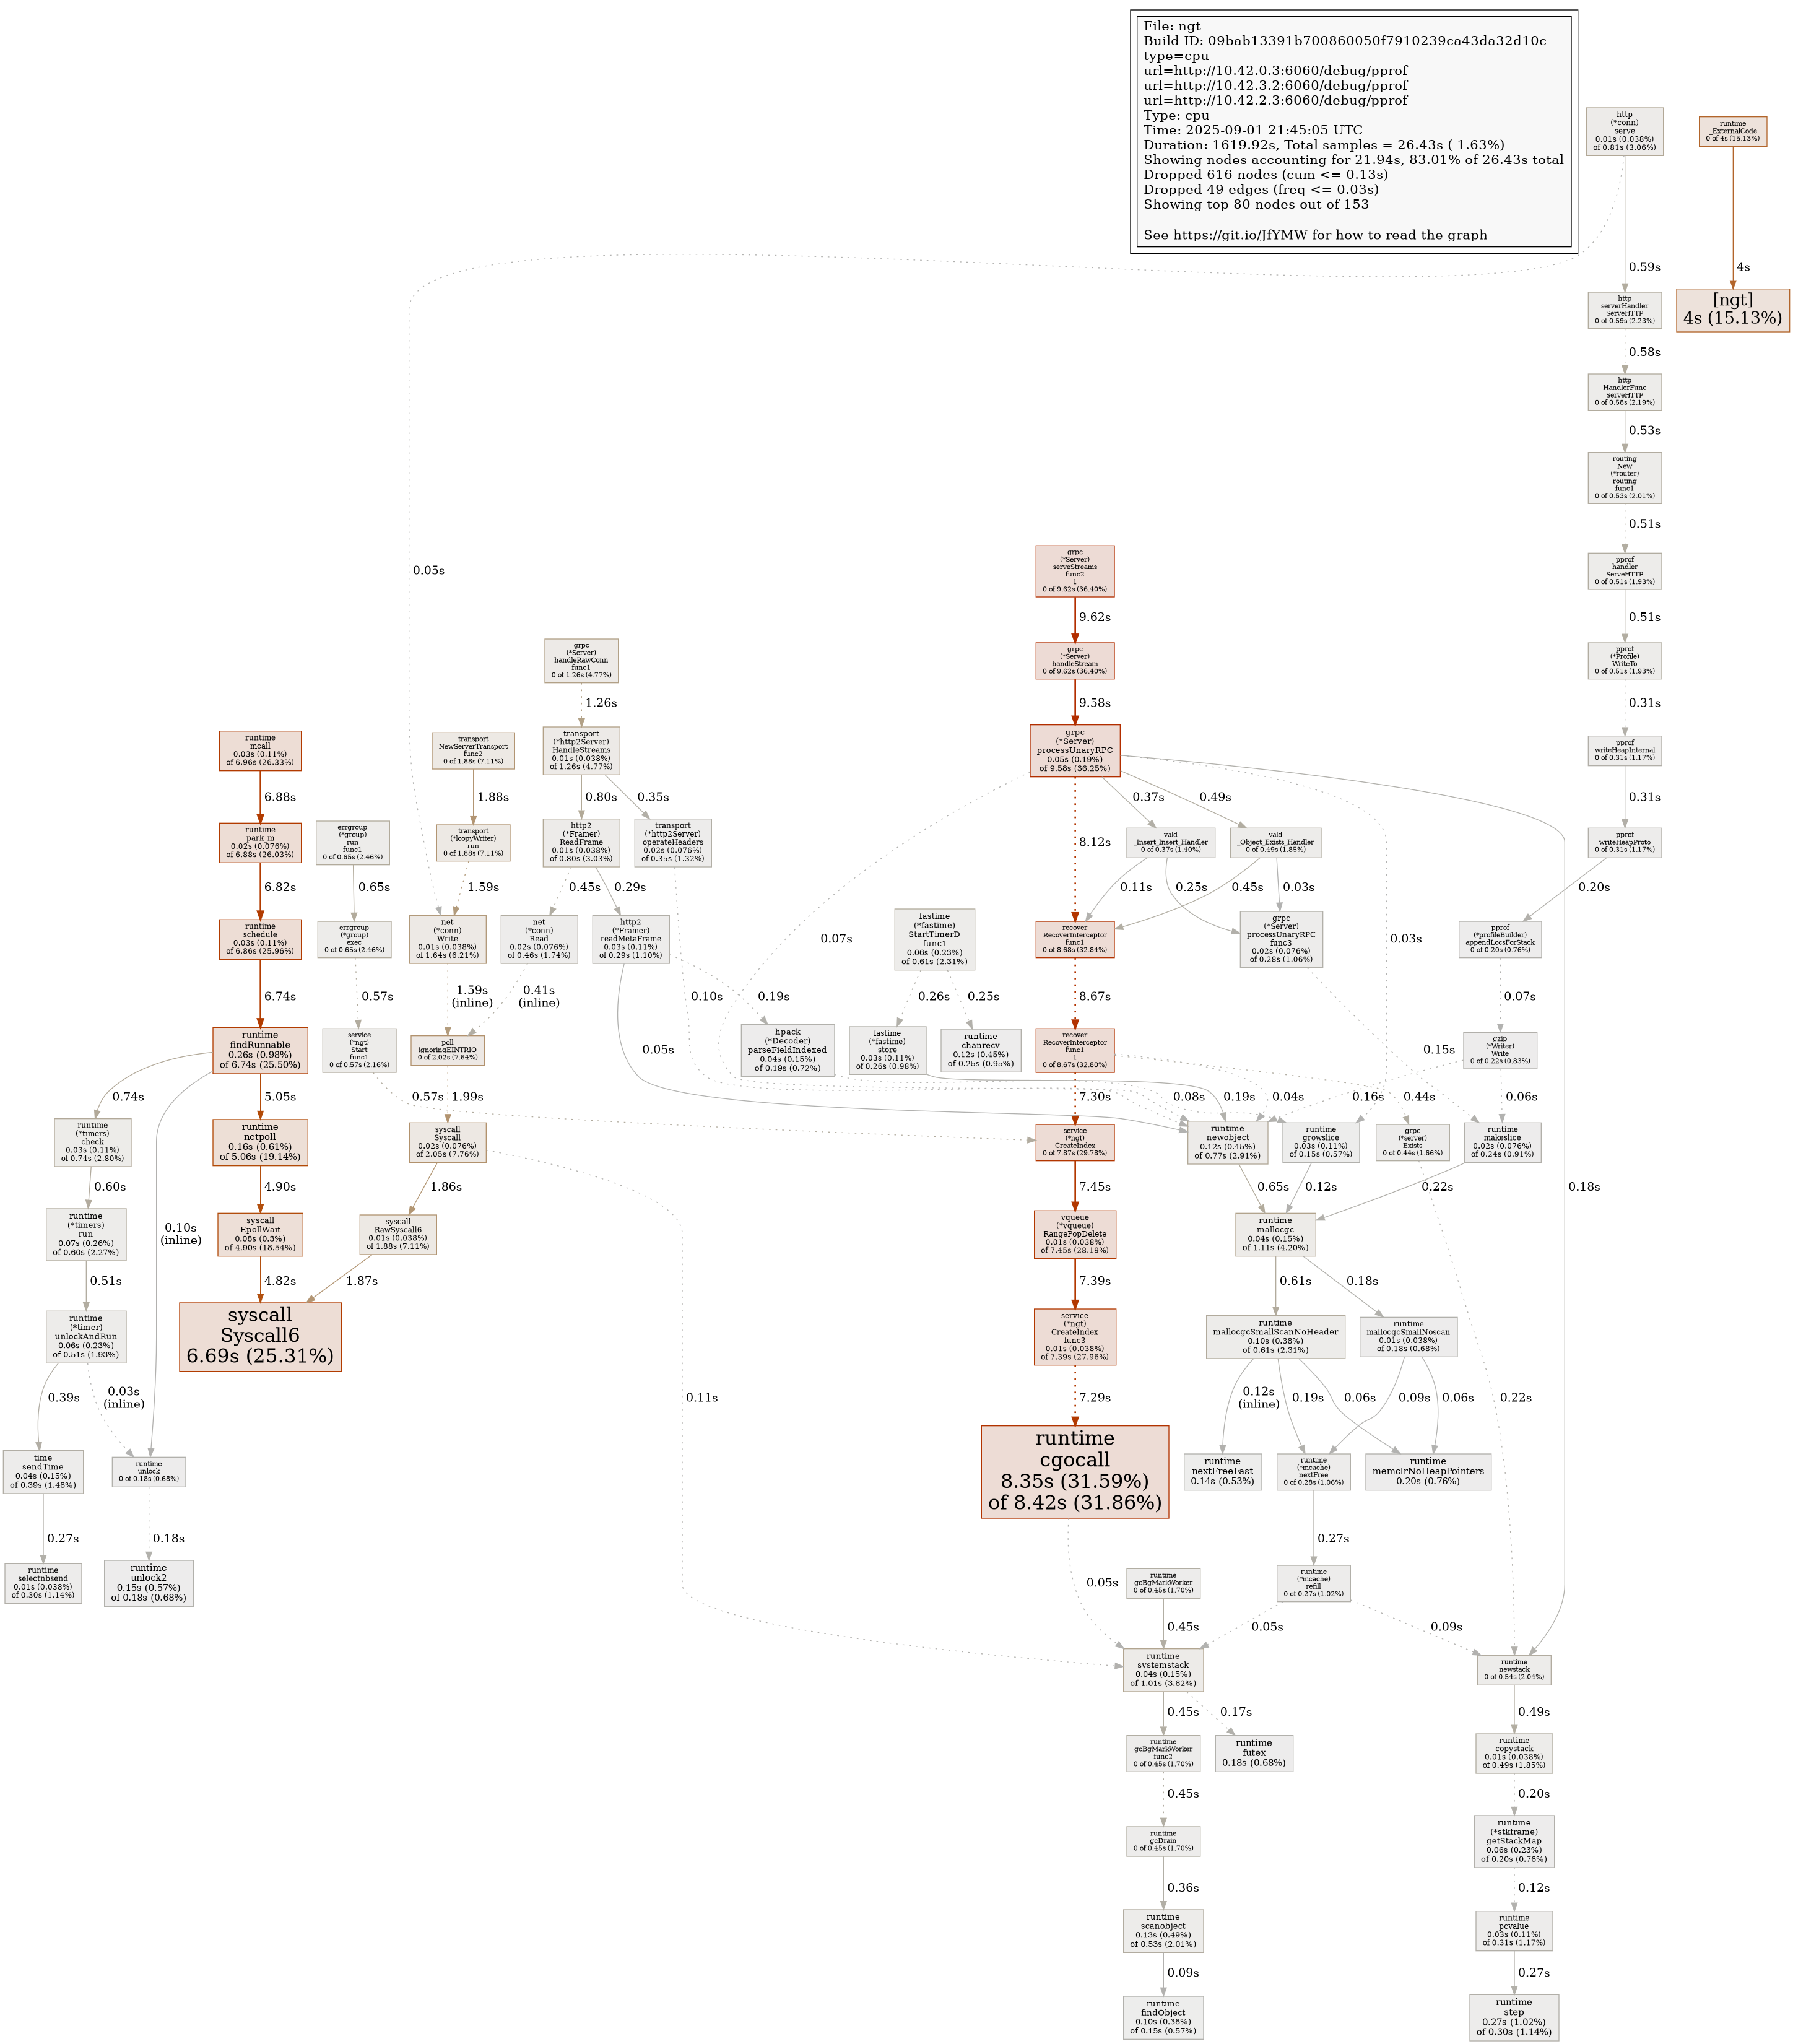 File: ngt
Build ID: 09bab13391b700860050f7910239ca43da32d10c
type=cpu
url=http://10.42.0.3:6060/debug/pprof
url=http://10.42.3.2:6060/debug/pprof
url=http://10.42.2.3:6060/debug/pprof
Type: cpu
Time: 2025-09-01 21:45:05 UTC
Duration: 1619.92s, Total samples = 26.43s ( 1.63%)
Showing nodes accounting for 21.94s, 83.01% of 26.43s total
Dropped 616 nodes (cum <= 0.13s)
Dropped 49 edges (freq <= 0.03s)
Showing top 80 nodes out of 153
See https://git.io/JfYMW for how to read the graph
http
(*conn)
serve
0.01s (0.038%)
of 0.81s (3.06%)
runtime
_ExternalCode
0 of 4s (15.13%)
0.59s
4s
http
serverHandler
ServeHTTP
0 of 0.59s (2.23%)
[ngt]
4s (15.13%)
0.58s
http
HandlerFunc
ServeHTTP
0 of 0.58s (2.19%)
0.53s
routing
New
(*router)
routing
func1
0 of 0.53s (2.01%)
0.51s
pprof
handler
ServeHTTP
0 of 0.51s (1.93%)
0.51s
pprof
(*Profile)
WriteTo
0 of 0.51s (1.93%)
0.31s
pprof
writeHeapInternal
0 of 0.31s (1.17%)
0.31s
pprof
writeHeapProto
0 of 0.31s (1.17%)
0.20s
pprof
(*profileBuilder)
appendLocsForStack
0 of 0.20s (0.76%)
0.07s
gzip
(*Writer)
Write
0 of 0.22s (0.83%)
0.16s
0.06s
0.05s
grpc
(*Server)
serveStreams
func2
1
0 of 9.62s (36.40%)
9.62s
grpc
(*Server)
handleStream
0 of 9.62s (36.40%)
9.58s
grpc
(*Server)
processUnaryRPC
0.05s (0.19%)
of 9.58s (36.25%)
0.07s
8.12s
0.37s
0.49s
0.03s
0.18s
vald
_Insert_Insert_Handler
0 of 0.37s (1.40%)
vald
_Object_Exists_Handler
0 of 0.49s (1.85%)
0.11s
0.25s
0.45s
0.03s
recover
RecoverInterceptor
func1
0 of 8.68s (32.84%)
grpc
(*Server)
processUnaryRPC
func3
0.02s (0.076%)
of 0.28s (1.06%)
8.67s
0.15s
recover
RecoverInterceptor
func1
1
0 of 8.67s (32.80%)
7.30s
0.04s
0.44s
grpc
(*Server)
handleRawConn
func1
0 of 1.26s (4.77%)
1.26s
transport
(*http2Server)
HandleStreams
0.01s (0.038%)
of 1.26s (4.77%)
0.80s
0.35s
http2
(*Framer)
ReadFrame
0.01s (0.038%)
of 0.80s (3.03%)
transport
(*http2Server)
operateHeaders
0.02s (0.076%)
of 0.35s (1.32%)
0.45s
0.29s
0.10s
transport
NewServerTransport
func2
0 of 1.88s (7.11%)
1.88s
transport
(*loopyWriter)
run
0 of 1.88s (7.11%)
1.59s
net
(*conn)
Write
0.01s (0.038%)
of 1.64s (6.21%)
net
(*conn)
Read
0.02s (0.076%)
of 0.46s (1.74%)
http2
(*Framer)
readMetaFrame
0.03s (0.11%)
of 0.29s (1.10%)
1.59s
(inline)
0.41s
(inline)
0.05s
0.19s
poll
ignoringEINTRIO
0 of 2.02s (7.64%)
hpack
(*Decoder)
parseFieldIndexed
0.04s (0.15%)
of 0.19s (0.72%)
0.08s
1.99s
syscall
Syscall
0.02s (0.076%)
of 2.05s (7.76%)
1.86s
0.11s
syscall
RawSyscall6
0.01s (0.038%)
of 1.88s (7.11%)
1.87s
fastime
(*fastime)
StartTimerD
func1
0.06s (0.23%)
of 0.61s (2.31%)
0.26s
0.25s
fastime
(*fastime)
store
0.03s (0.11%)
of 0.26s (0.98%)
runtime
chanrecv
0.12s (0.45%)
of 0.25s (0.95%)
0.19s
runtime
mcall
0.03s (0.11%)
of 6.96s (26.33%)
6.88s
runtime
park_m
0.02s (0.076%)
of 6.88s (26.03%)
6.82s
runtime
schedule
0.03s (0.11%)
of 6.86s (25.96%)
6.74s
runtime
findRunnable
0.26s (0.98%)
of 6.74s (25.50%)
0.74s
5.05s
0.10s
(inline)
errgroup
(*group)
run
func1
0 of 0.65s (2.46%)
0.65s
errgroup
(*group)
exec
0 of 0.65s (2.46%)
0.57s
service
(*ngt)
Start
func1
0 of 0.57s (2.16%)
0.57s
runtime
(*timers)
check
0.03s (0.11%)
of 0.74s (2.80%)
0.60s
runtime
(*timers)
run
0.07s (0.26%)
of 0.60s (2.27%)
0.51s
runtime
(*timer)
unlockAndRun
0.06s (0.23%)
of 0.51s (1.93%)
0.39s
0.03s
(inline)
time
sendTime
0.04s (0.15%)
of 0.39s (1.48%)
0.27s
runtime
selectnbsend
0.01s (0.038%)
of 0.30s (1.14%)
runtime
unlock
0 of 0.18s (0.68%)
0.18s
runtime
unlock2
0.15s (0.57%)
of 0.18s (0.68%)
runtime
netpoll
0.16s (0.61%)
of 5.06s (19.14%)
4.90s
syscall
EpollWait
0.08s (0.3%)
of 4.90s (18.54%)
4.82s
syscall
Syscall6
6.69s (25.31%)
service
(*ngt)
CreateIndex
0 of 7.87s (29.78%)
7.45s
vqueue
(*vqueue)
RangePopDelete
0.01s (0.038%)
of 7.45s (28.19%)
7.39s
service
(*ngt)
CreateIndex
func3
0.01s (0.038%)
of 7.39s (27.96%)
7.29s
runtime
cgocall
8.35s (31.59%)
of 8.42s (31.86%)
0.05s
runtime
newobject
0.12s (0.45%)
of 0.77s (2.91%)
runtime
growslice
0.03s (0.11%)
of 0.15s (0.57%)
grpc
(*server)
Exists
0 of 0.44s (1.66%)
runtime
makeslice
0.02s (0.076%)
of 0.24s (0.91%)
0.65s
0.12s
0.22s
0.22s
runtime
mallocgc
0.04s (0.15%)
of 1.11s (4.20%)
0.61s
0.18s
runtime
mallocgcSmallScanNoHeader
0.10s (0.38%)
of 0.61s (2.31%)
runtime
mallocgcSmallNoscan
0.01s (0.038%)
of 0.18s (0.68%)
0.12s
(inline)
0.19s
0.06s
0.09s
0.06s
runtime
nextFreeFast
0.14s (0.53%)
runtime
(*mcache)
nextFree
0 of 0.28s (1.06%)
runtime
memclrNoHeapPointers
0.20s (0.76%)
0.27s
runtime
(*mcache)
refill
0 of 0.27s (1.02%)
0.05s
0.09s
runtime
gcBgMarkWorker
0 of 0.45s (1.70%)
0.45s
runtime
systemstack
0.04s (0.15%)
of 1.01s (3.82%)
0.45s
0.17s
runtime
gcBgMarkWorker
func2
0 of 0.45s (1.70%)
runtime
futex
0.18s (0.68%)
0.45s
runtime
gcDrain
0 of 0.45s (1.70%)
0.36s
runtime
scanobject
0.13s (0.49%)
of 0.53s (2.01%)
0.09s
runtime
findObject
0.10s (0.38%)
of 0.15s (0.57%)
runtime
newstack
0 of 0.54s (2.04%)
0.49s
runtime
copystack
0.01s (0.038%)
of 0.49s (1.85%)
0.20s
runtime
(*stkframe)
getStackMap
0.06s (0.23%)
of 0.20s (0.76%)
0.12s
runtime
pcvalue
0.03s (0.11%)
of 0.31s (1.17%)
0.27s
runtime
step
0.27s (1.02%)
of 0.30s (1.14%)